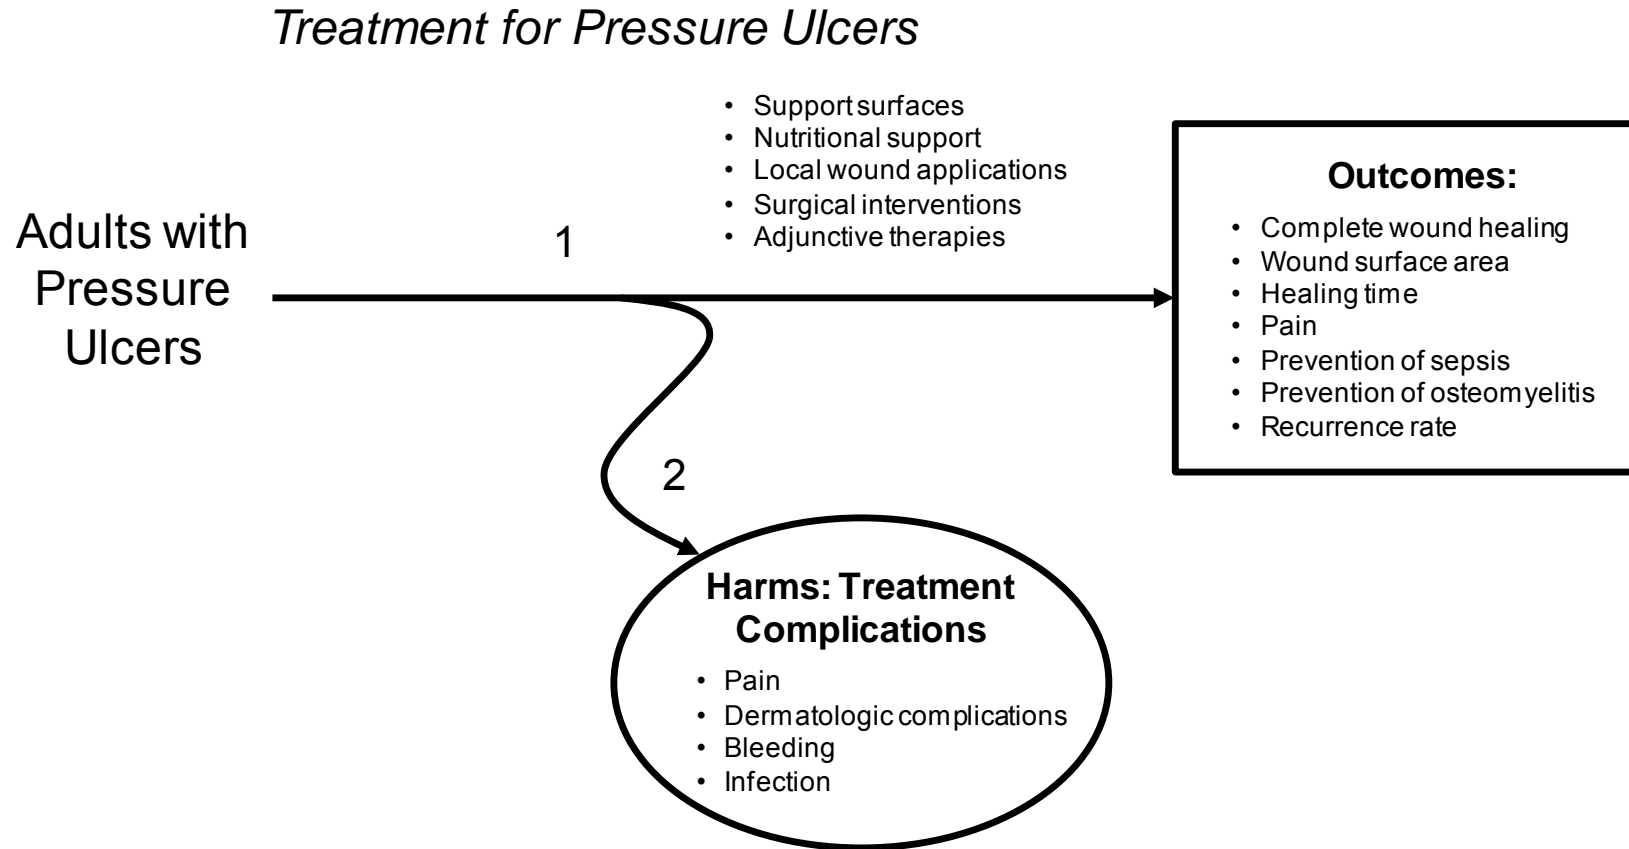 Treatment for Pressure Ulcers
• Support surfaces
• Nutritional support
• Local wound applications
• Surgical interventions
• Adjunctive therapies
Adults with
Pressure
Ulcers
1
Outcomes:
• Complete wound healing
• Wound surface area
• Healing time
• Pain
• Prevention of sepsis
• Prevention of osteomyelitis
• Recurrence rate
2
Harms: Treatment
Complications
• Pain
• Dermatologic complications
• Bleeding
• Infection